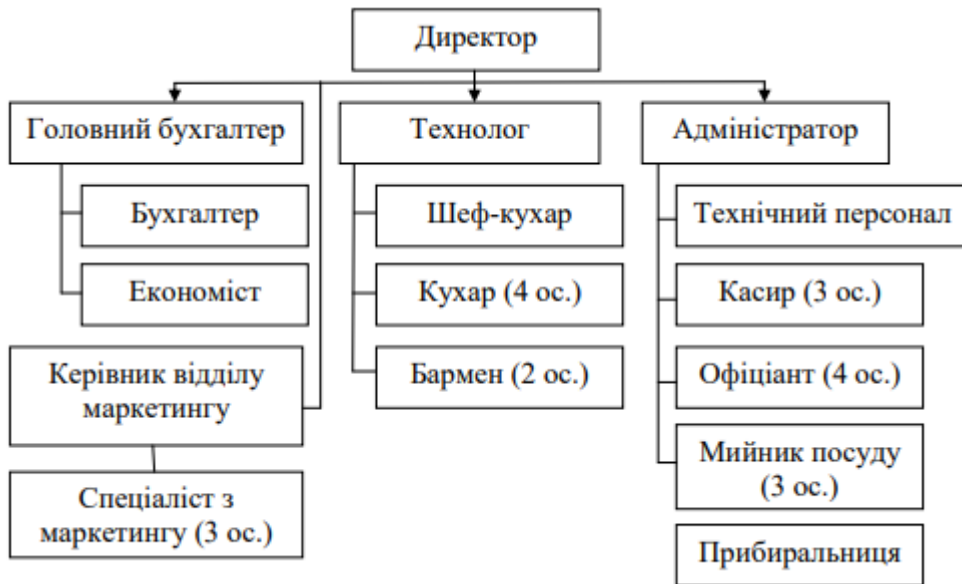 Директор
Головний бухгалтер
Технолог
Адміністратор
Бухгалтер
Шеф-кухар
Технічний персонал
Економіст
Кухар (4 ос.)
Касир (3 ос.)
Керівник відділу
маркетингу
Бармен (2 ос.)
Офіціант (4 ос.)
Спеціаліст з
маркетингу (3 ос.)
Мийник посуду
(3 ос.)
Прибиральниця